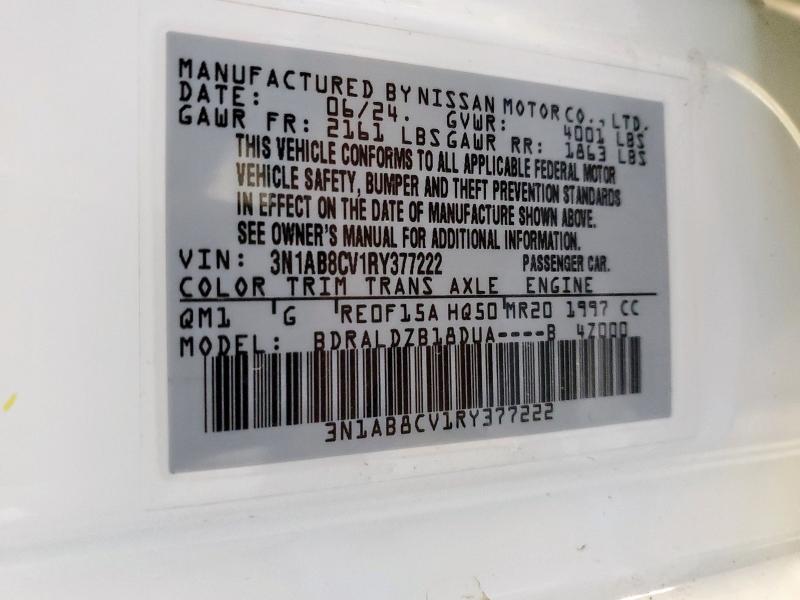 MANUFACTURED BY NISSAN MOTOR CO., LTD.
DATE: 06/24. GVWR: 4001 LBS
GAWR FR: 2161 LBS GAWR RR: 1863 LBS
THIS VEHICLE CONFORMS TO ALL APPLICABLE FEDERAL MOTOR
VEHICLE SAFETY, BUMPER AND THEFT PREVENTION STANDARDS
IN EFFECT ON THE DATE OF MANUFACTURE SHOWN ABOVE.
SEE OWNER'S MANUAL FOR ADDITIONAL INFORMATION.
VIN: 3N1AB8CV1RY377222 PASSENGER CAR.
COLOR TRIM TRANS AXLE ENGINE
QM1 G RE0F15A HQ50 MR20 1997 CC
MODEL: BDRALDZB18DUA----B 4Z000
3N1AB8CV1RY377222